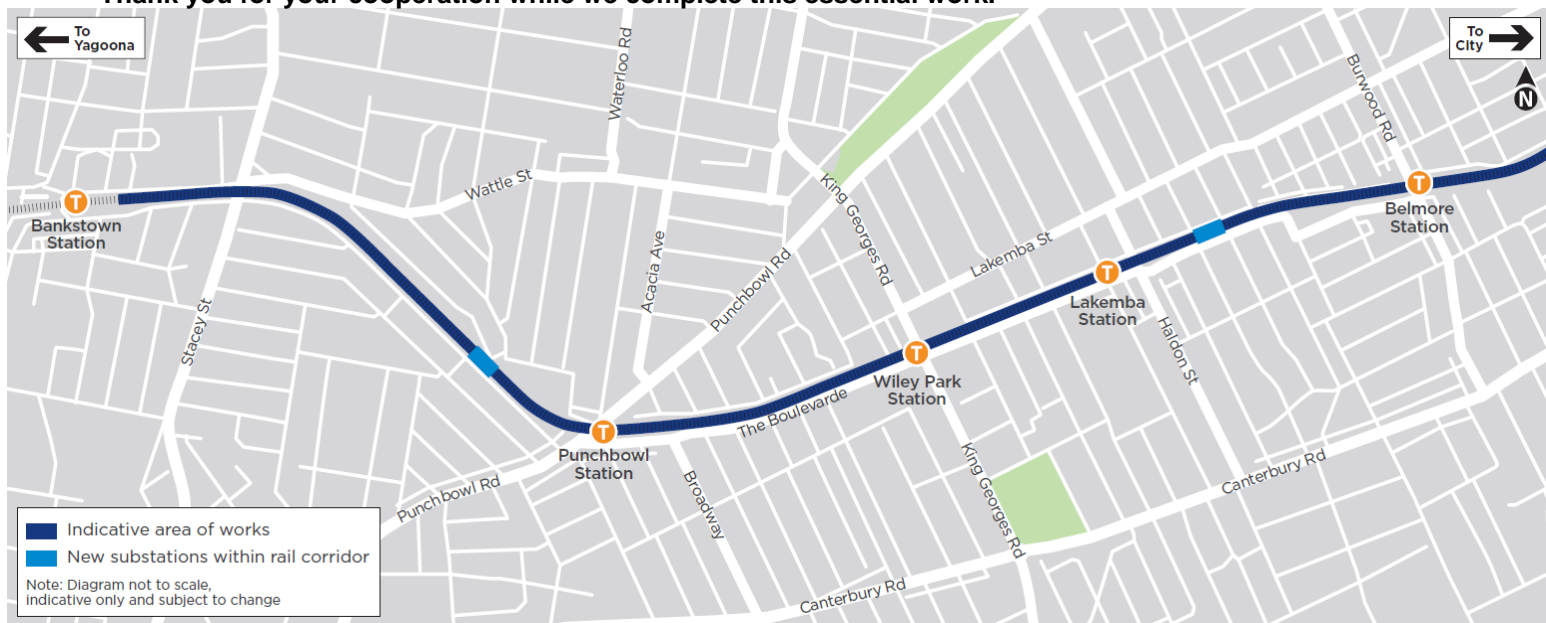 Thank you for your cooperation while we complete this essential work.
To
Yagoona
To
City
N
Waterloo Rd
Burwood Rd
Wattle St
King Georges Rd
T
Bankstown
Station
T
Belmore
Station
Acacia Ave
Punchbowl Rd
Lakemba St
T
Lakemba
Station
Stacey St
Haldon St
T
Wiley Park
Station
The Boulevarde
T
Punchbowl
Station
Punchbowl Rd
Broadway
King Georges Rd
Canterbury Rd
Canterbury Rd
Indicative area of works
New substations within rail corridor
Note: Diagram not to scale,
indicative only and subject to change